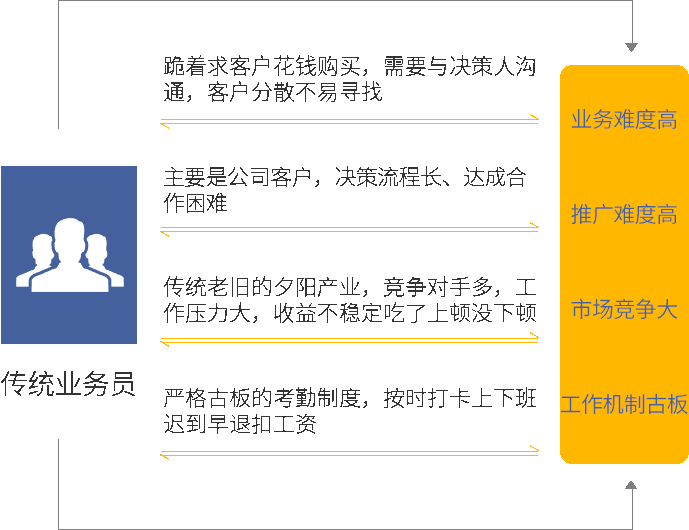 跪着求客户花钱购买，需要与决策人沟
通，客户分散不易寻找
业务难度高
主要是公司客户，决策流程长、达成合
作困难
推广难度高
传统老旧的夕阳产业，竞争对手多，工
作压力大，收益不稳定吃了上顿没下顿
市场竞争大
传统业务员
严格古板的考勤制度，按时打卡上下班
迟到早退扣工资
工作机制古板